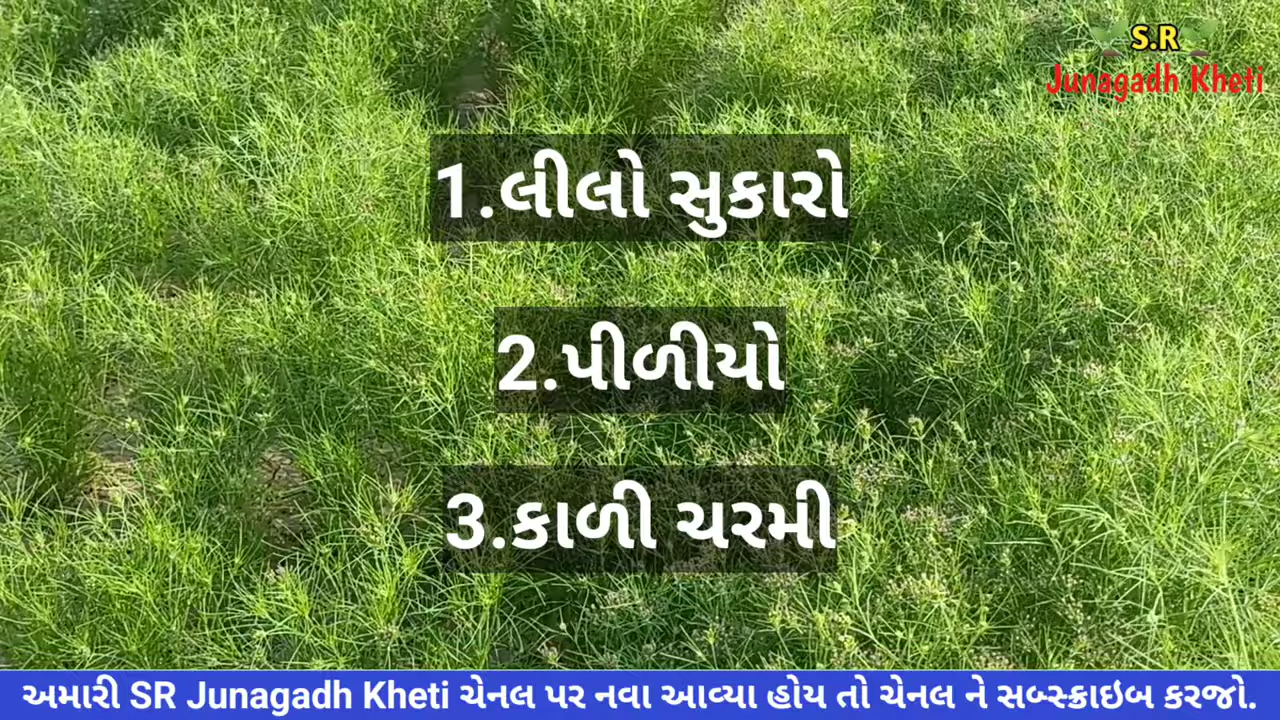 S.R
Junagadh Kheti
1.લીલો સુકારો
2.પીળીયો
3.કાળી ચરમી
અમારી SR Junagadh Kheti ચેનલ પર નવા આવ્યા હોય તો ચેનલ ને સબ્સ્ક્રાઇબ કરજો.